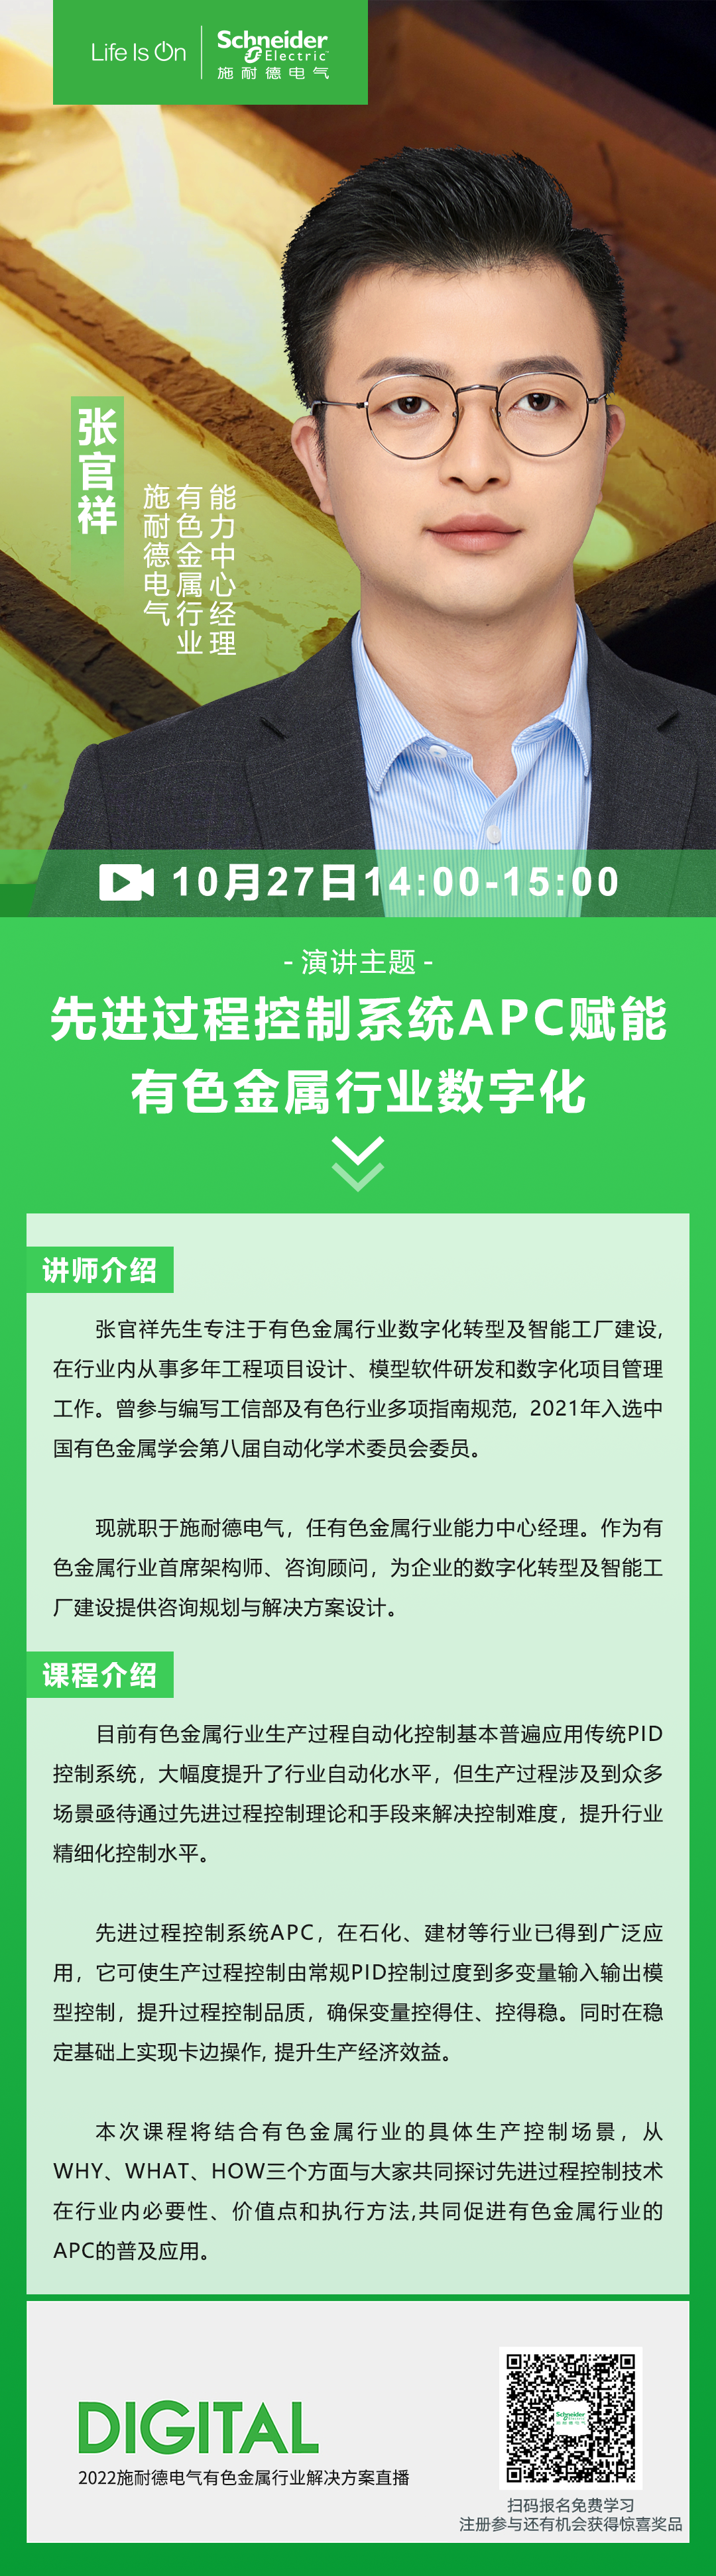 Life Is On
Schneider
Electric
施耐德电气
张官祥
施耐德电气
有色金属行业
能力中心经理
10月27日14:00-15:00
- 演讲主题 -
先进过程控制系统APC赋能
有色金属行业数字化
讲师介绍
张官祥先生专注于有色金属行业数字化转型及智能工厂建设,
在行业内从事多年工程项目设计、模型软件研发和数字化项目管理
工作。曾参与编写工信部及有色行业多项指南规范, 2021年入选中
国有色金属学会第八届自动化学术委员会委员。
现就职于施耐德电气，任有色金属行业能力中心经理。作为有
色金属行业首席架构师、咨询顾问，为企业的数字化转型及智能工
厂建设提供咨询规划与解决方案设计。
课程介绍
目前有色金属行业生产过程自动化控制基本普遍应用传统PID
控制系统，大幅度提升了行业自动化水平，但生产过程涉及到众多
场景亟待通过先进过程控制理论和手段来解决控制难度，提升行业
精细化控制水平。
先进过程控制系统APC，在石化、建材等行业已得到广泛应
用，它可使生产过程控制由常规PID控制过度到多变量输入输出模
型控制，提升过程控制品质，确保变量控得住、控得稳。同时在稳
定基础上实现卡边操作, 提升生产经济效益。
本次课程将结合有色金属行业的具体生产控制场景，从
WHY、WHAT、HOW三个方面与大家共同探讨先进过程控制技术
在行业内必要性、价值点和执行方法,共同促进有色金属行业的
APC的普及应用。
DIGITAL
2022施耐德电气有色金属行业解决方案直播
Schneider
Electric
施耐德电气
扫码报名免费学习
注册参与还有机会获得惊喜奖品